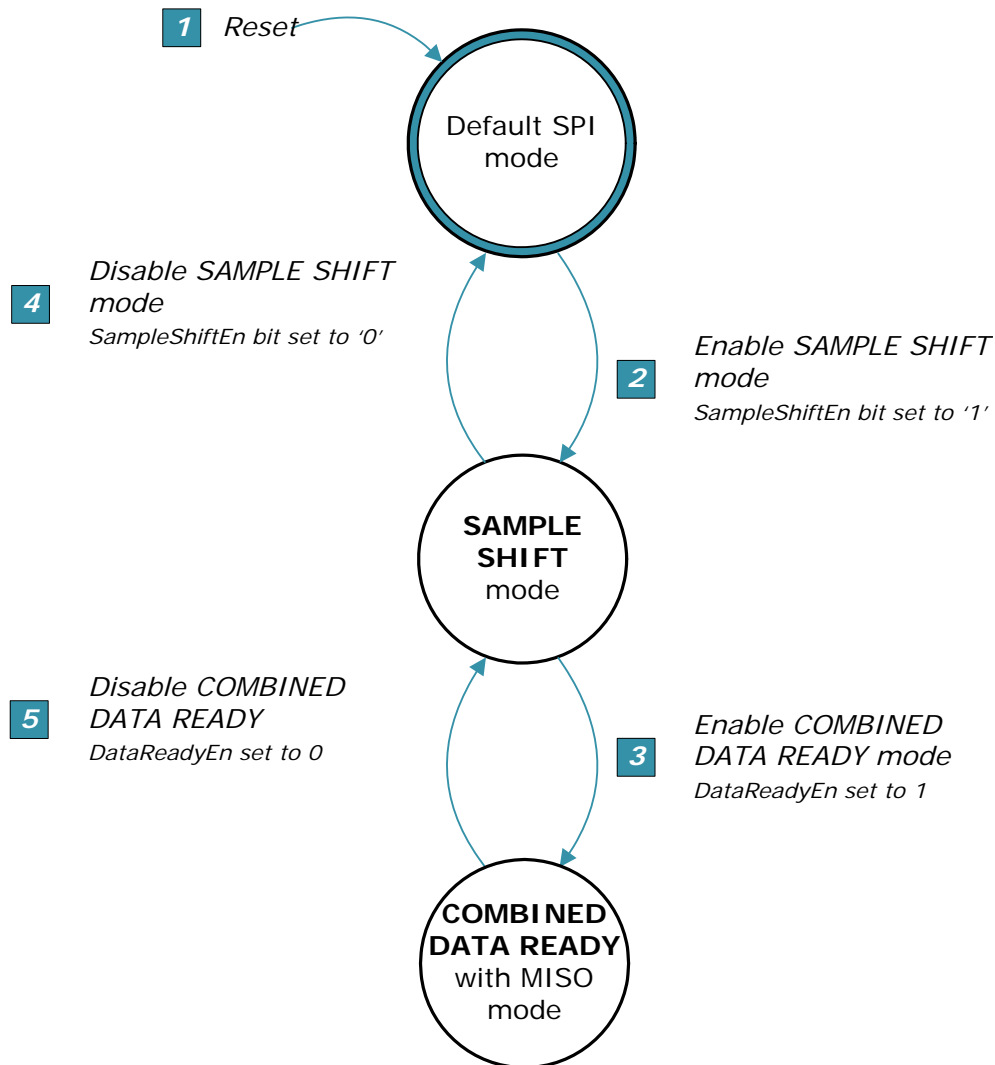 1 Reset
Default SPI
mode
4
Disable SAMPLE SHIFT
mode
SampleShiftEn bit set to ‘0’
2
Enable SAMPLE SHIFT
mode
SampleShiftEn bit set to ‘1’
SAMPLE
SHIFT
mode
5
Disable COMBINED
DATA READY
DataReadyEn set to 0
3
Enable COMBINED
DATA READY mode
DataReadyEn set to 1
COMBINED
DATA READY
with MISO
mode